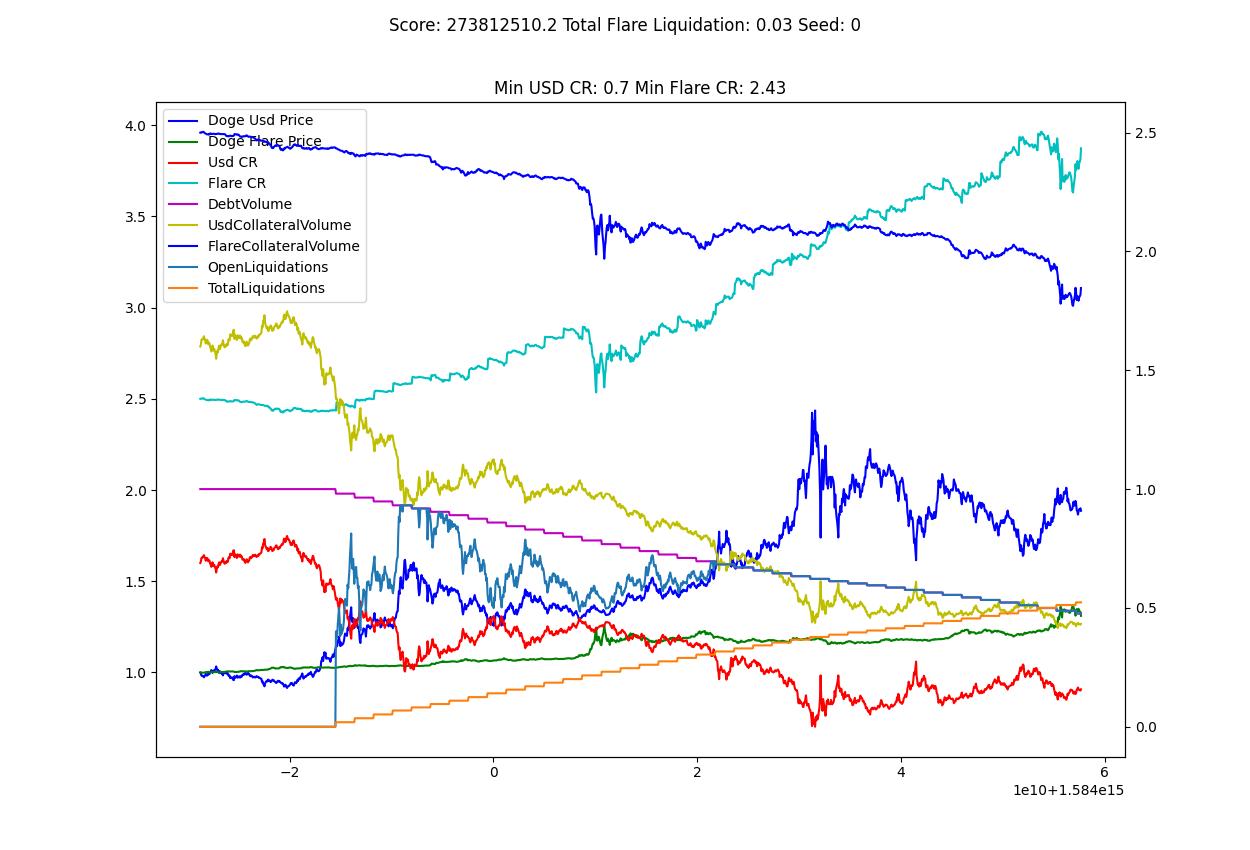 Score: 273812510.2 Total Flare Liquidation: 0.03 Seed: 0
Min USD CR: 0.7 Min Flare CR: 2.43
Doge Usd Price
Doge Flare Price
Usd CR
Flare CR
DebtVolume
UsdCollateralVolume
FlareCollateralVolume
OpenLiquidations
TotalLiquidations
4.0
3.5
3.0
2.5
2.0
1.5
1.0
2.5
2.0
1.5
1.0
0.5
0.0
−2
0
2
4
6
1e10+1.584e15